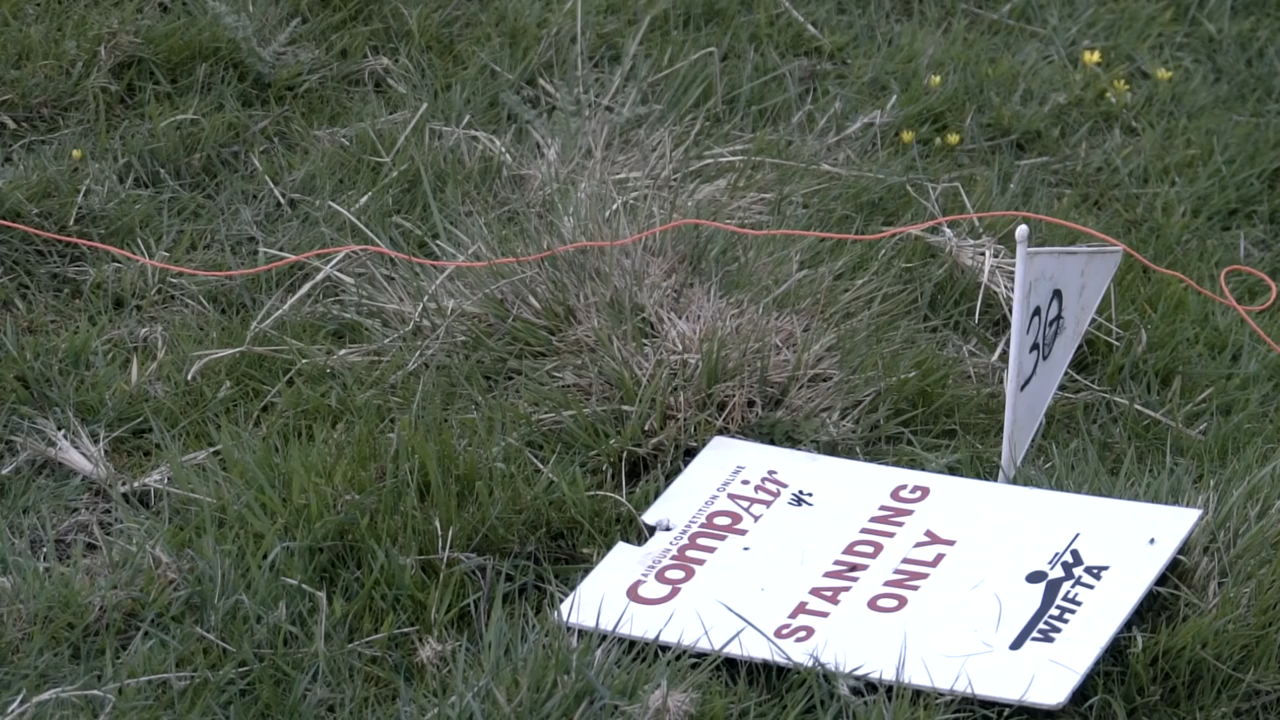 30
AIRGUN COMPETITION ONLINE
CompAir
u/s
STANDING
ONLY
WHFTA